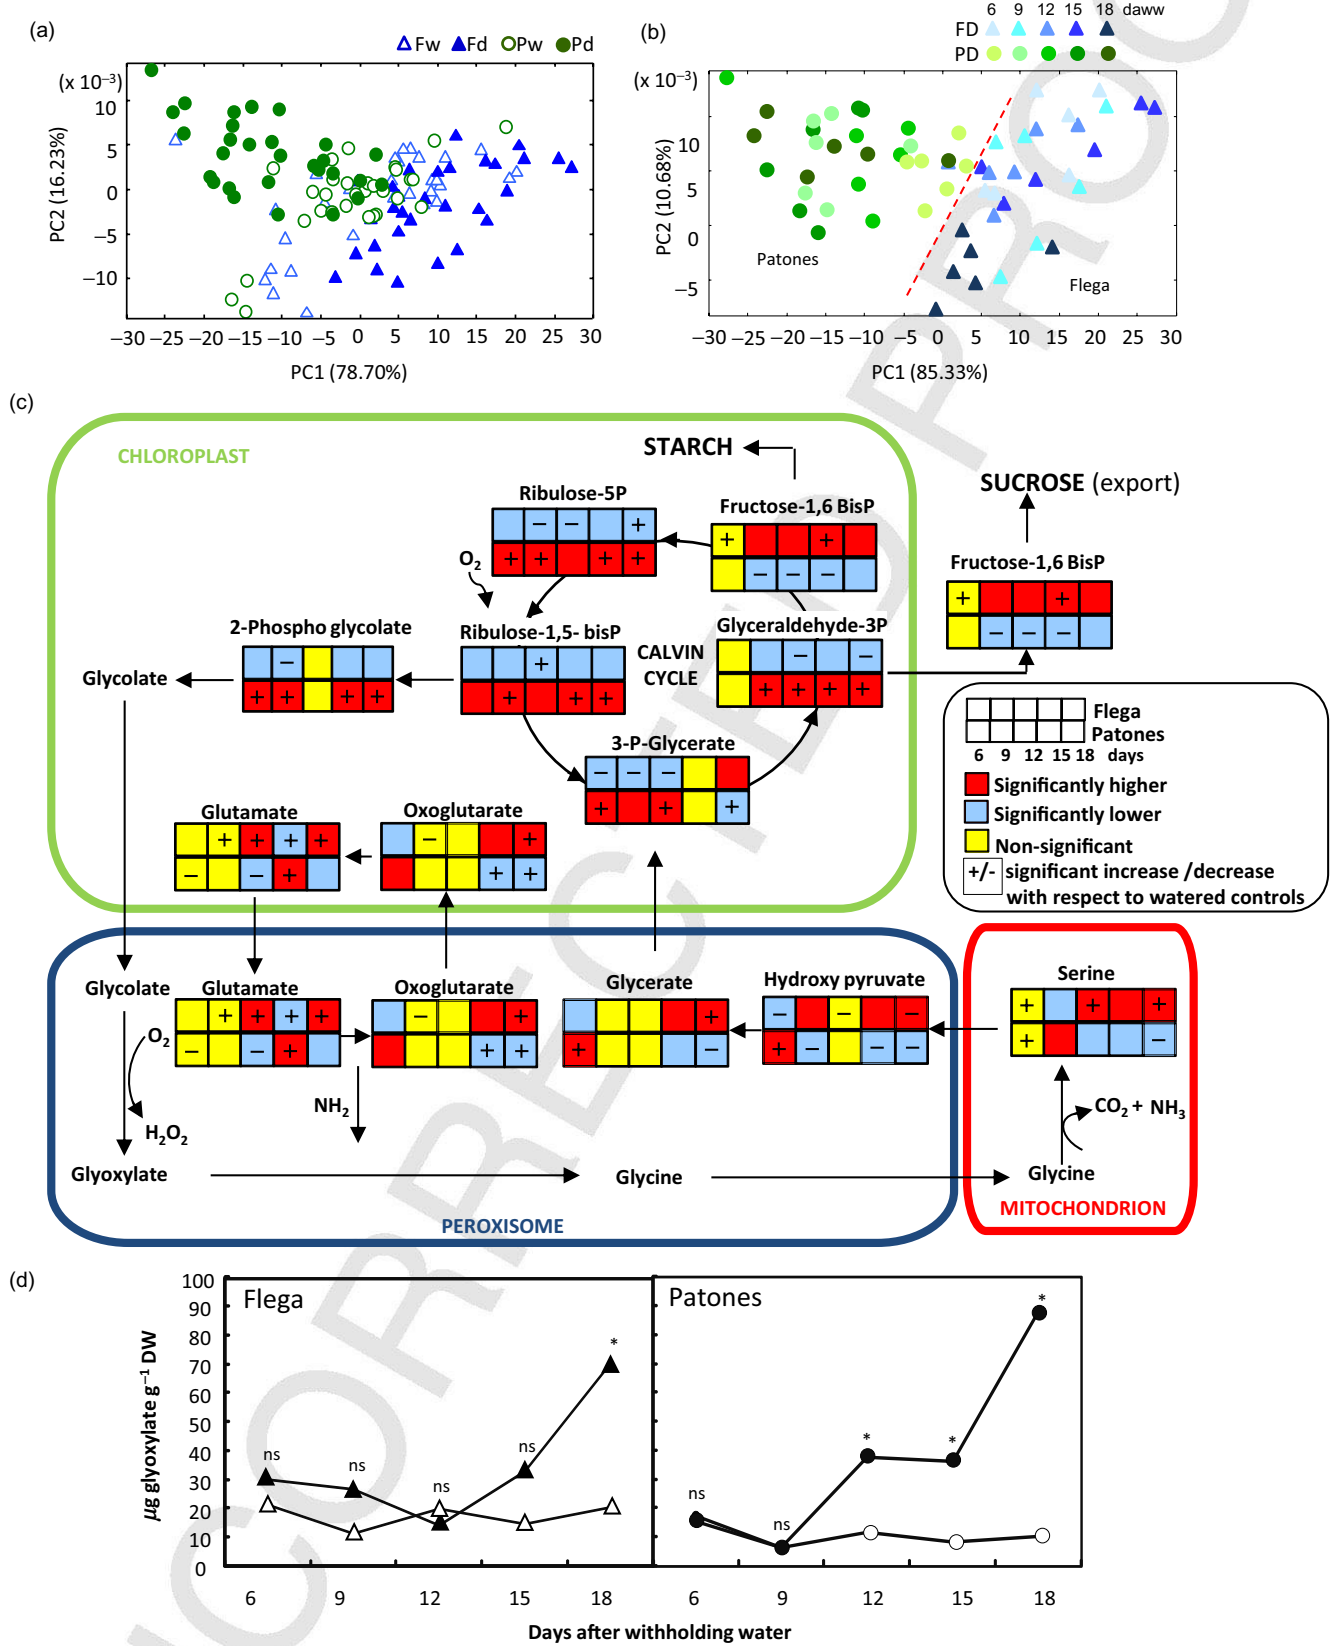 (a)
Fw Fd Pw Pd
(x 10⁻³)
10
5
0
−5
−10
PC2 (16.23%)
−30 −25 −20 −15 −10 −5 0 5 10 15 20 25 30
PC1 (78.70%)
(b)
6 9 12 15 18 daww
FD
PD
(x 10⁻³)
10
5
0
−5
PC2 (10.68%)
Patones
Flega
−30 −25 −20 −15 −10 −5 0 5 10 15 20 25 30
PC1 (85.33%)
(c)
CHLOROPLAST
STARCH
SUCROSE (export)
Ribulose-5P
− − +
+ + + +
Fructose-1,6 BisP
+ +
− − −
O₂
Fructose-1,6 BisP
+ +
− − −
2-Phospho glycolate
−
+ + + +
Ribulose-1,5- bisP
+
+ + +
CALVIN
CYCLE
Glyceraldehyde-3P
− −
+ + + +
Glycolate
3-P-Glycerate
− − −
+ + +
Flega
Patones
6 9 12 15 18 days
Significantly higher
Significantly lower
Non-significant
+/- significant increase /decrease
with respect to watered controls
Glutamate
+ + + +
− − +
Oxoglutarate
− +
+ +
Glycolate
Glutamate
+ + + +
− − +
Oxoglutarate
− +
+ +
Glycerate
+
+ −
Hydroxy pyruvate
− − −
+ − − −
Serine
+ + +
+ −
O₂
H₂O₂
NH₂
CO₂ + NH₃
Glyoxylate
Glycine
Glycine
PEROXISOME
MITOCHONDRION
(d)
Flega
Patones
100
90
80
70
60
50
40
30
20
10
0
µg glyoxylate g⁻¹ DW
ns ns ns ns *
ns ns * * *
6 9 12 15 18 6 9 12 15 18
Days after withholding water
UNCORRECTED PROOF